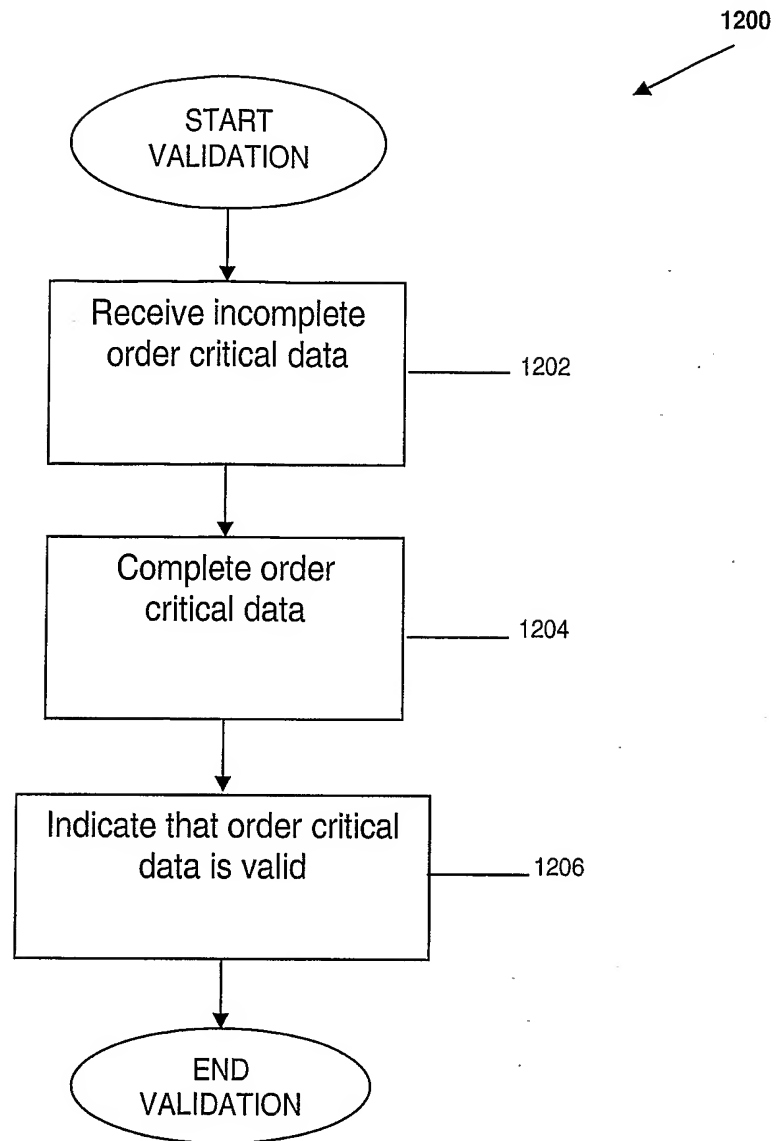 1200
START
VALIDATION
Receive incomplete
order critical data
1202
Complete order
critical data
1204
Indicate that order critical
data is valid
1206
END
VALIDATION